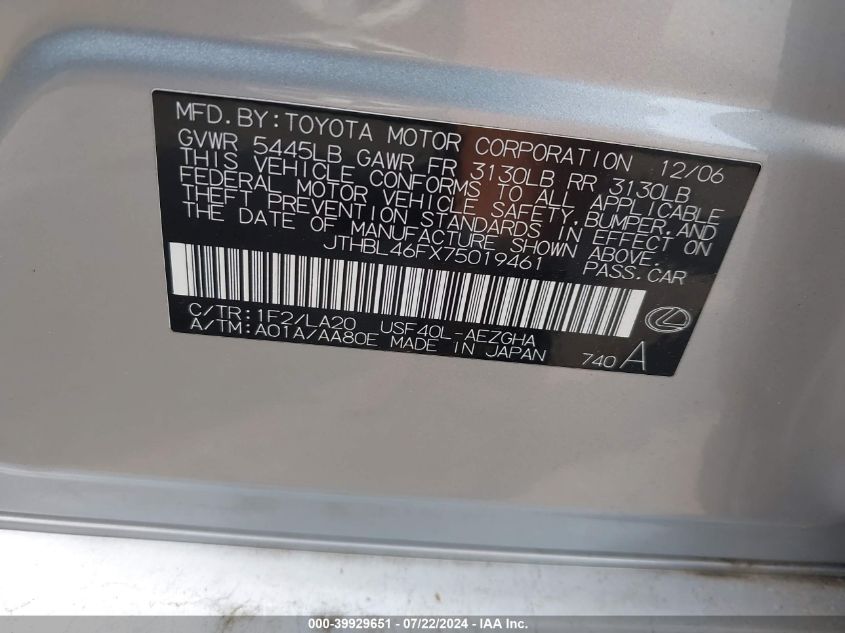 MFD.BY:TOYOTA MOTOR CORPORATION 12/06
GVWR 5445LB GAWR FR 3130LB RR 3130LB
THIS VEHICLE CONFORMS TO ALL APPLICABLE
FEDERAL MOTOR VEHICLE SAFETY,BUMPER,AND
THEFT PREVENTION STANDARDS IN EFFECT ON
THE DATE OF MANUFACTURE SHOWN ABOVE.
JTHBL46FX75019461 PASS.CAR
C/TR:1F2/LA20 USF40L-AEZGHA
A/TM:A01A/AA80E MADE IN JAPAN 740 A
000-39929651 - 07/22/2024 - IAA Inc.